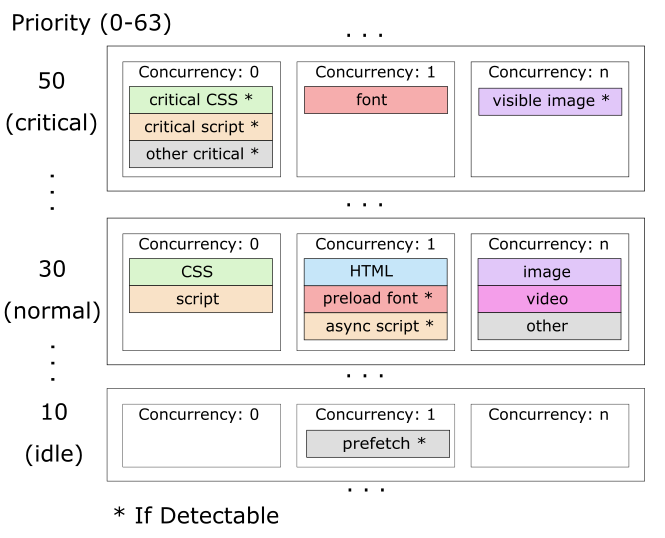 Priority (0-63)
. . .
50
(critical)
Concurrency: 0
critical CSS *
critical script *
other critical *
Concurrency: 1
font
Concurrency: n
visible image *
. . .
. . .
30
(normal)
Concurrency: 0
CSS
script
Concurrency: 1
HTML
preload font *
async script *
Concurrency: n
image
video
other
. . .
. . .
10
(idle)
Concurrency: 0
Concurrency: 1
prefetch *
Concurrency: n
. . .
* If Detectable